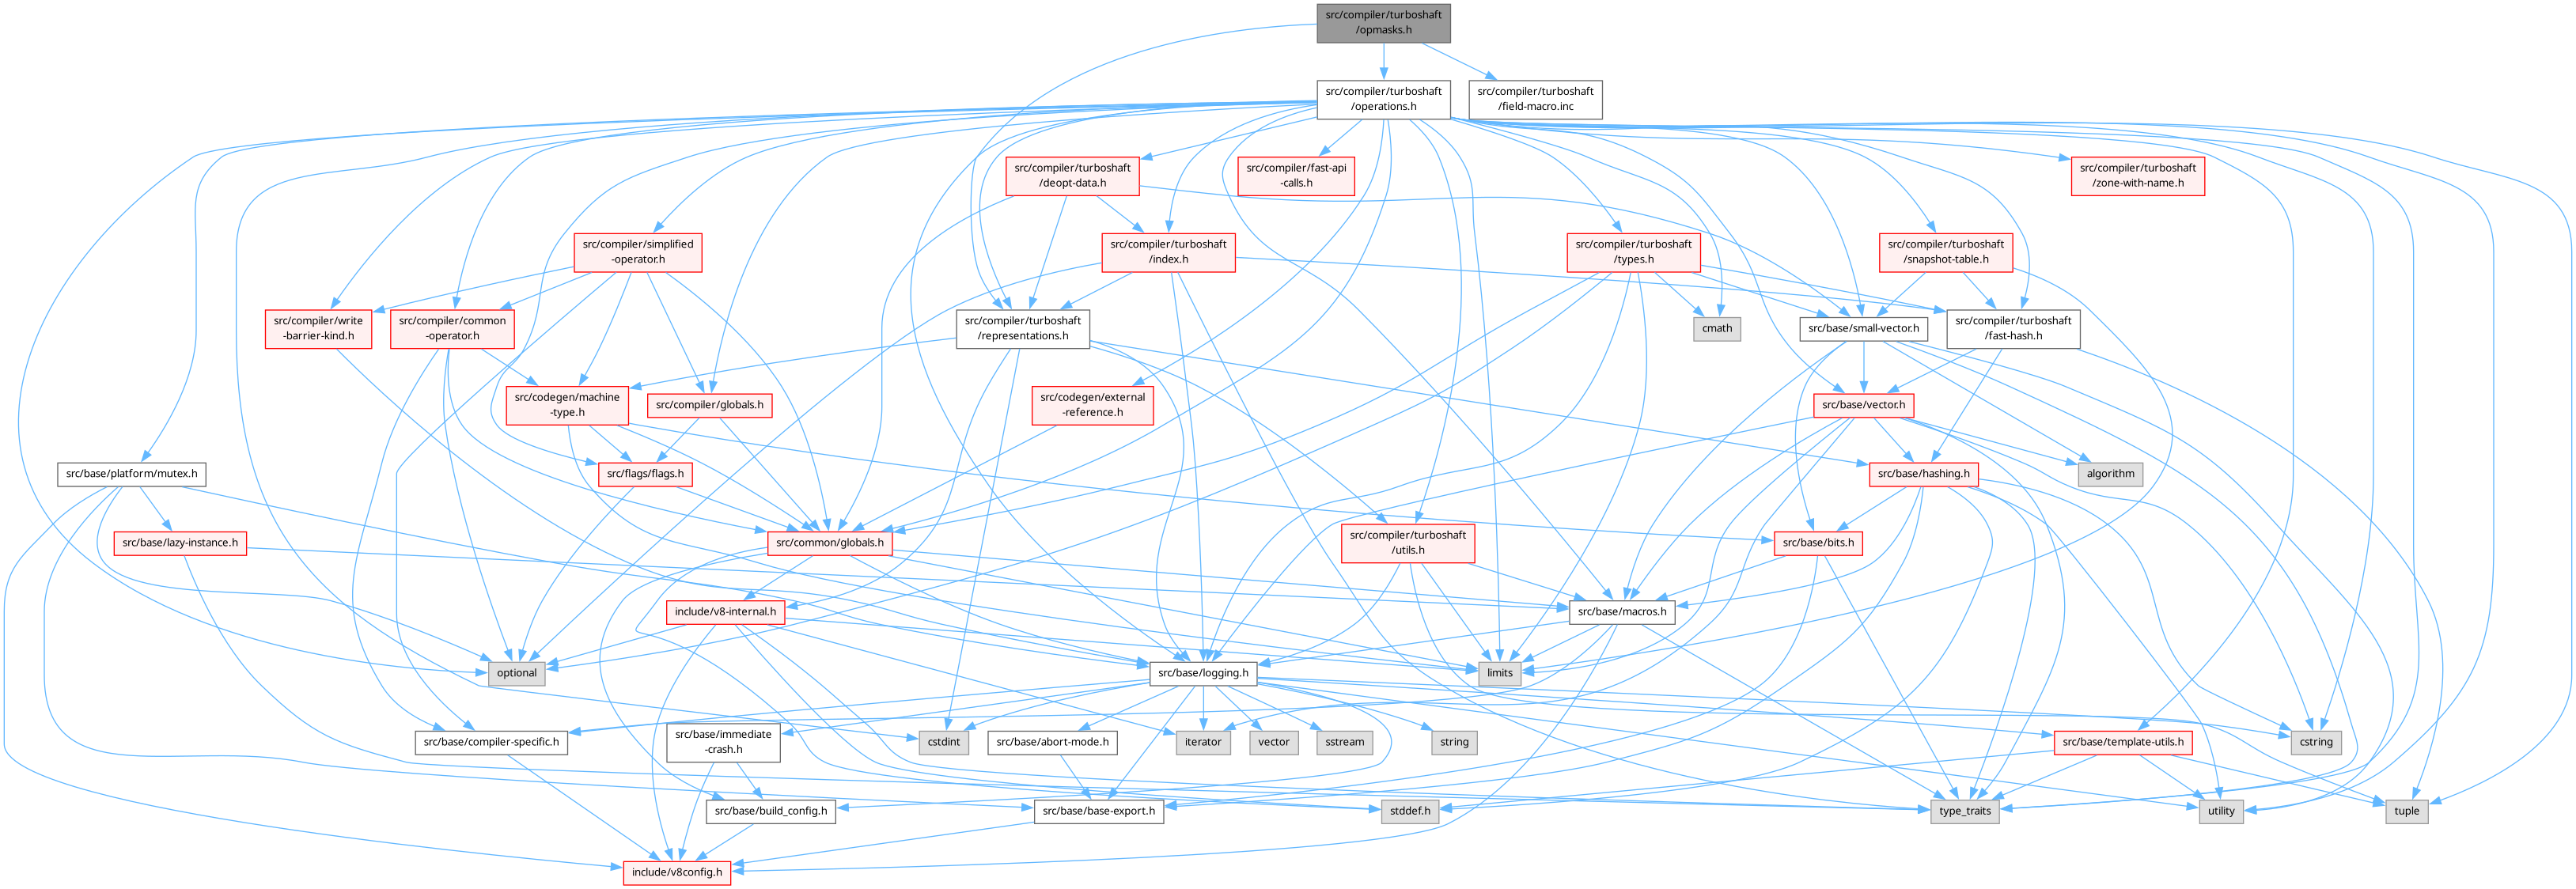 src/compiler/turboshaft
/opmasks.h
src/compiler/turboshaft
/operations.h
src/compiler/turboshaft
/field-macro.inc
src/compiler/turboshaft
/deopt-data.h
src/compiler/fast-api
-calls.h
src/compiler/turboshaft
/zone-with-name.h
src/compiler/simplified
-operator.h
src/compiler/turboshaft
/index.h
src/compiler/turboshaft
/types.h
src/compiler/turboshaft
/snapshot-table.h
src/compiler/write
-barrier-kind.h
src/compiler/common
-operator.h
src/compiler/turboshaft
/representations.h
cmath
src/base/small-vector.h
src/compiler/turboshaft
/fast-hash.h
src/codegen/machine
-type.h
src/compiler/globals.h
src/codegen/external
-reference.h
src/base/vector.h
src/base/platform/mutex.h
src/flags/flags.h
src/base/hashing.h
algorithm
src/base/lazy-instance.h
src/common/globals.h
src/compiler/turboshaft
/utils.h
src/base/bits.h
include/v8-internal.h
src/base/macros.h
optional
src/base/logging.h
limits
src/base/compiler-specific.h
src/base/immediate
-crash.h
cstdint
src/base/abort-mode.h
iterator
vector
sstream
string
src/base/template-utils.h
cstring
src/base/build_config.h
src/base/base-export.h
stddef.h
type_traits
utility
tuple
include/v8config.h